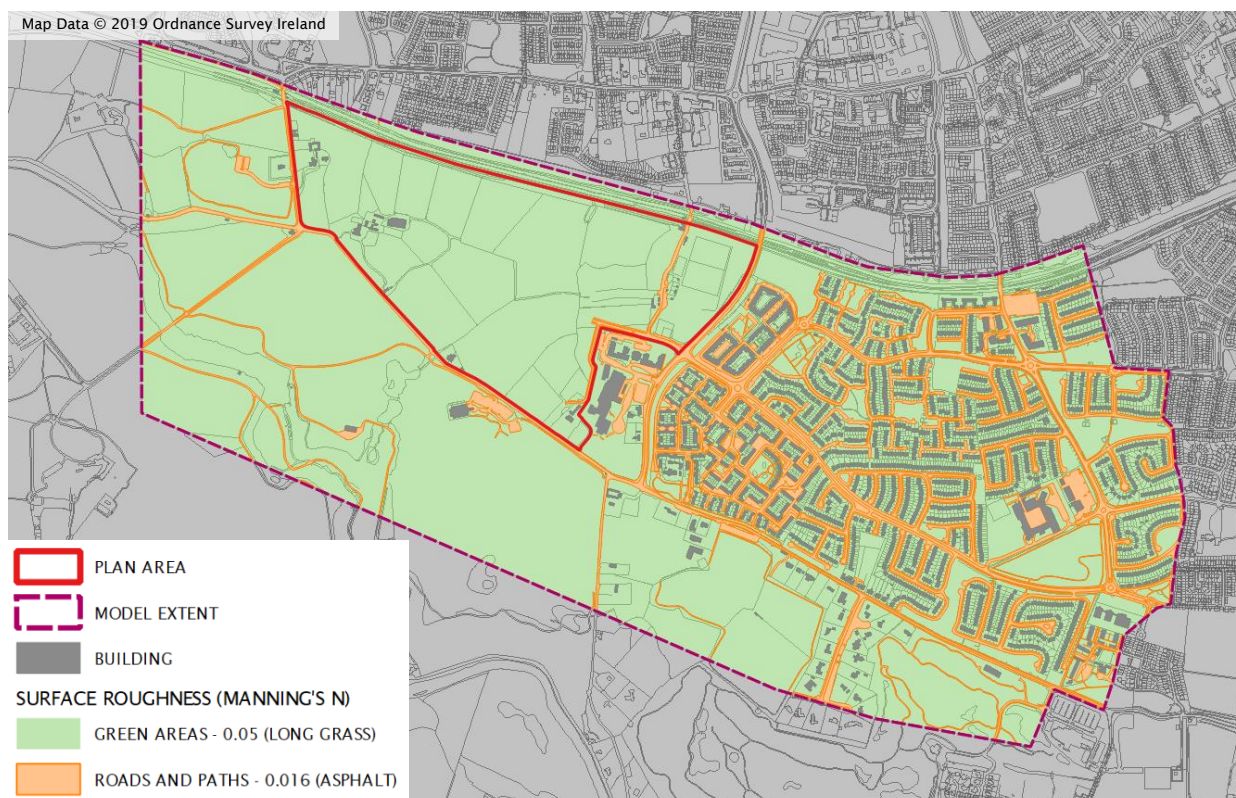 Map Data © 2019 Ordnance Survey Ireland
PLAN AREA
MODEL EXTENT
BUILDING
SURFACE ROUGHNESS (MANNING'S N)
GREEN AREAS - 0.05 (LONG GRASS)
ROADS AND PATHS - 0.016 (ASPHALT)